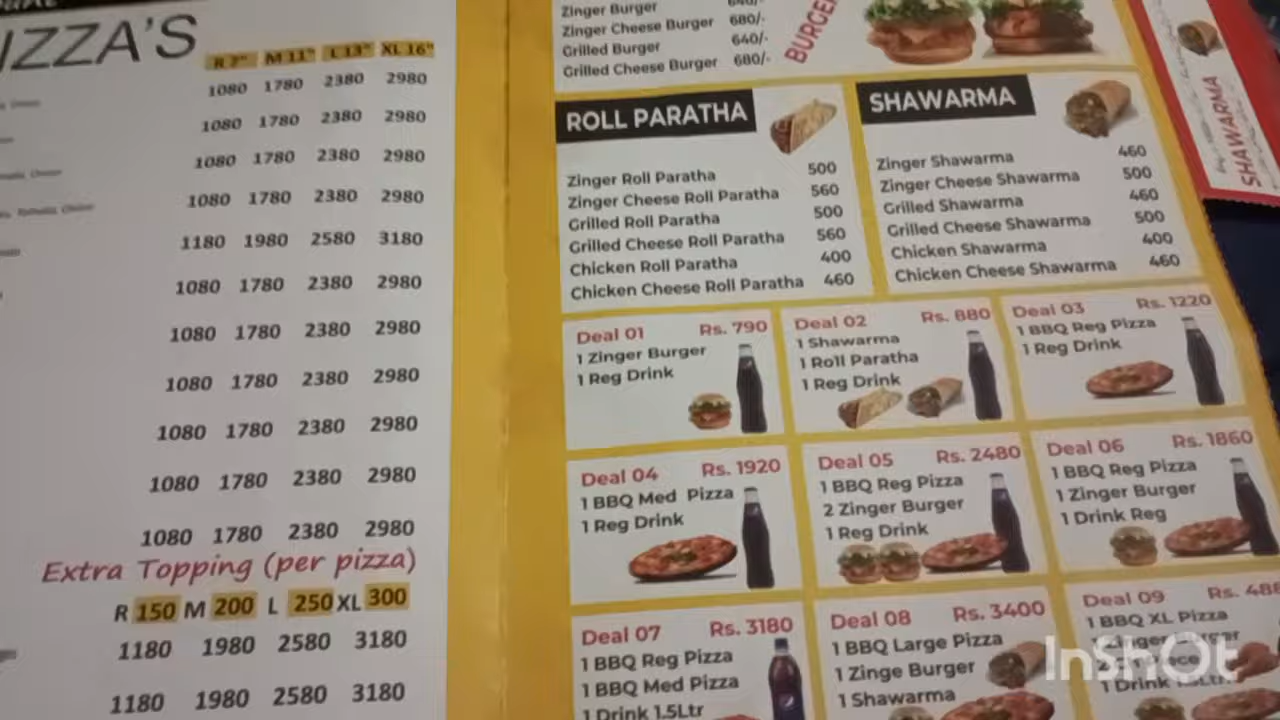 IZZA'S
R 7" M 11" L 13" XL 16"
1080 1780 2380 2980
1080 1780 2380 2980
1080 1780 2380 2980
1080 1780 2380 2980
1180 1980 2580 3180
1080 1780 2380 2980
1080 1780 2380 2980
1080 1780 2380 2980
1080 1780 2380 2980
1080 1780 2380 2980
1080 1780 2380 2980
Extra Topping (per pizza)
R 150 M 200 L 250 XL 300
1180 1980 2580 3180
1180 1980 2580 3180
Zinger Burger 640/-
Zinger Cheese Burger 680/-
Grilled Burger 640/-
Grilled Cheese Burger 680/-
BURGER
ROLL PARATHA
Zinger Roll Paratha 500
Zinger Cheese Roll Paratha 560
Grilled Roll Paratha 500
Grilled Cheese Roll Paratha 560
Chicken Roll Paratha 400
Chicken Cheese Roll Paratha 460
SHAWARMA
Zinger Shawarma 460
Zinger Cheese Shawarma 500
Grilled Shawarma 460
Grilled Cheese Shawarma 500
Chicken Shawarma 400
Chicken Cheese Shawarma 460
SHAWARMA
Deal 01 Rs. 790
1 Zinger Burger
1 Reg Drink
Deal 02 Rs. 880
1 Shawarma
1 Roll Paratha
1 Reg Drink
Deal 03 Rs. 1220
1 BBQ Reg Pizza
1 Reg Drink
Deal 04 Rs. 1920
1 BBQ Med Pizza
1 Reg Drink
Deal 05 Rs. 2480
1 BBQ Reg Pizza
2 Zinger Burger
1 Reg Drink
Deal 06 Rs. 1860
1 BBQ Reg Pizza
1 Zinger Burger
1 Drink Reg
Deal 07 Rs. 3180
1 BBQ Reg Pizza
1 BBQ Med Pizza
1 Drink 1.5Ltr
Deal 08 Rs. 3400
1 BBQ Large Pizza
1 Zinge Burger
1 Shawarma
Deal 09 Rs. 488
1 BBQ XL Pizza
Zinger Burger
1 Drink
InShOt